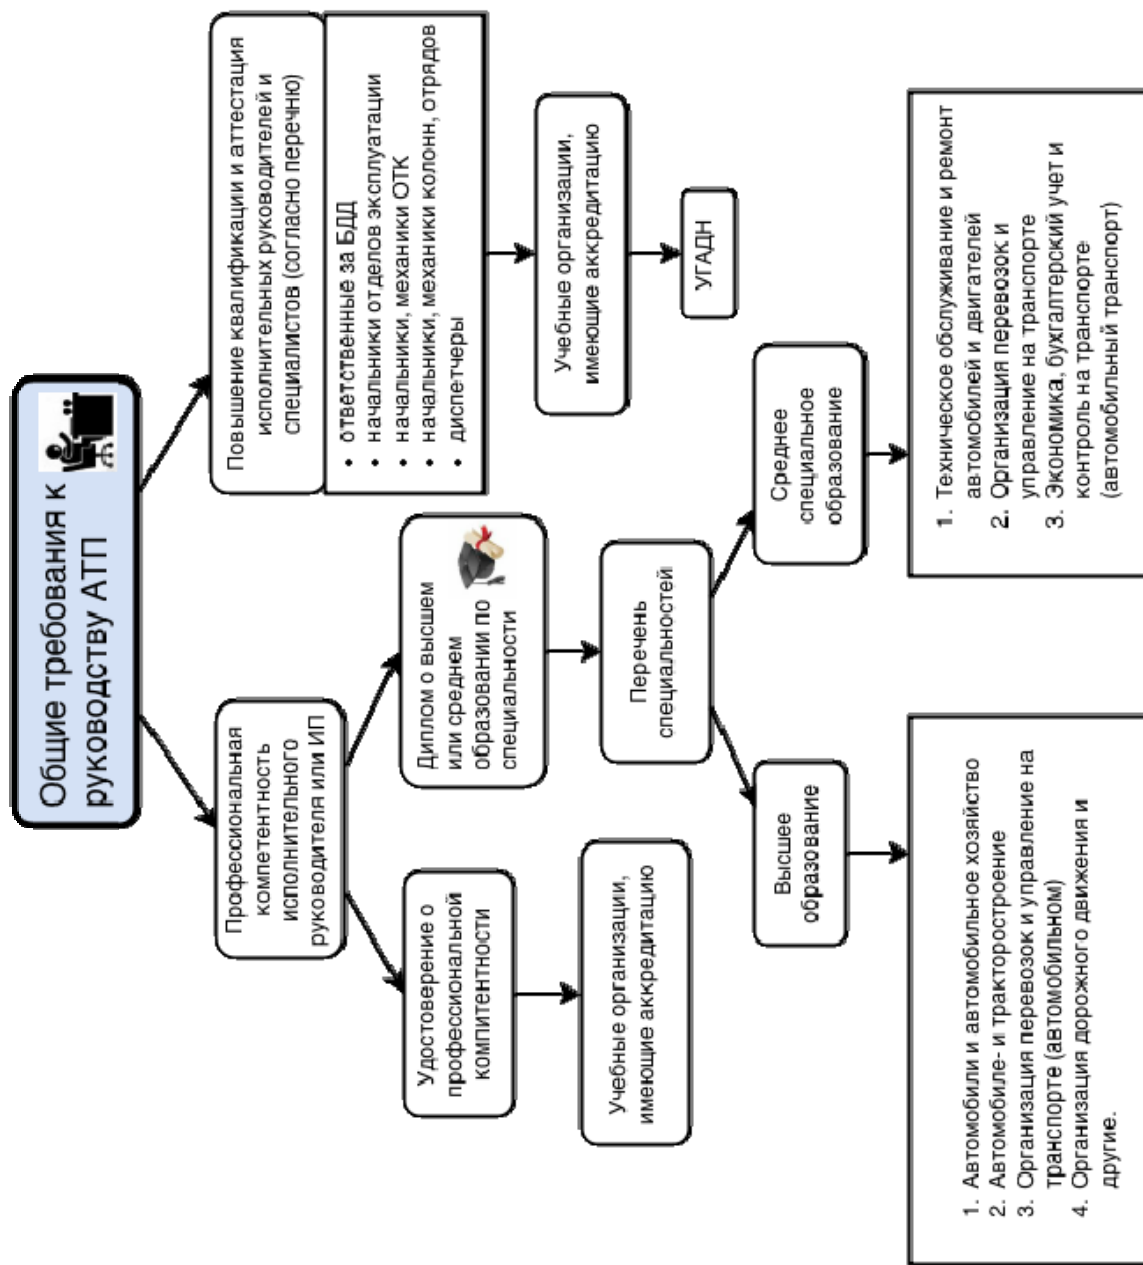 Общие требования к
руководству АТП
Профессиональная
компетентность
исполнительного
руководителя или ИП
Повышение квалификации и аттестация
исполнительных руководителей и
специалистов (согласно перечню)
• ответственные за БДД
• начальники отделов эксплуатации
• начальники, механики ОТК
• начальники, механики колонн, отрядов
• диспетчеры
Удостоверение о
профессиональной
компитентности
Диплом о высшем
или среднем
образовании по
специальности
Учебные организации,
имеющие аккредитацию
Учебные организации,
имеющие аккредитацию
Перечень
специальностей
УГАДН
Высшее
образование
Среднее
специальное
образование
1. Автомобили и автомобильное хозяйство
2. Автомобиле- и тракторостроение
3. Организация перевозок и управление на
транспорте (автомобильном)
4. Организация дорожного движения и
другие.
1. Техническое обслуживание и ремонт
автомобилей и двигателей
2. Организация перевозок и
управление на транспорте
3. Экономика, бухгалтерский учет и
контроль на транспорте
(автомобильный транспорт)